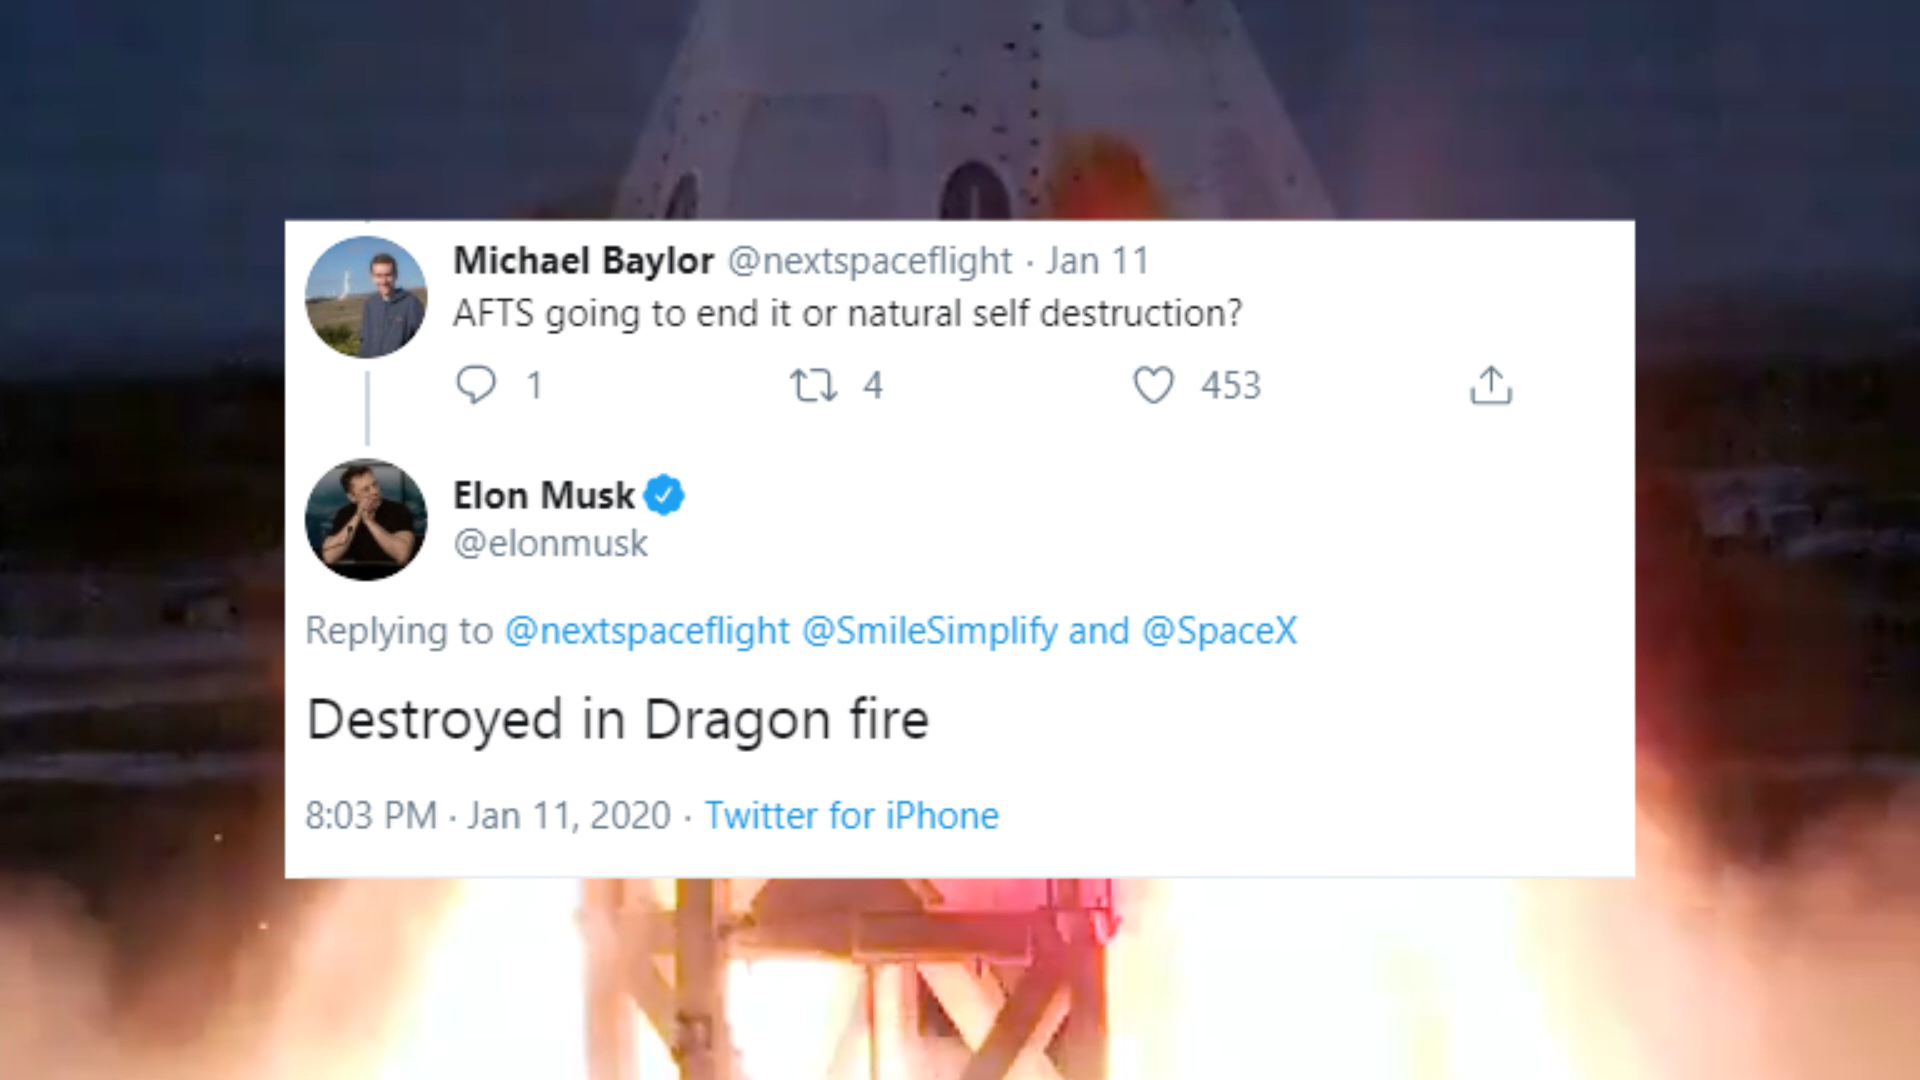 Michael Baylor @nextspaceflight · Jan 11
AFTS going to end it or natural self destruction?
1 4 453
Elon Musk
@elonmusk
Replying to @nextspaceflight @SmileSimplify and @SpaceX
Destroyed in Dragon fire
8:03 PM · Jan 11, 2020 · Twitter for iPhone